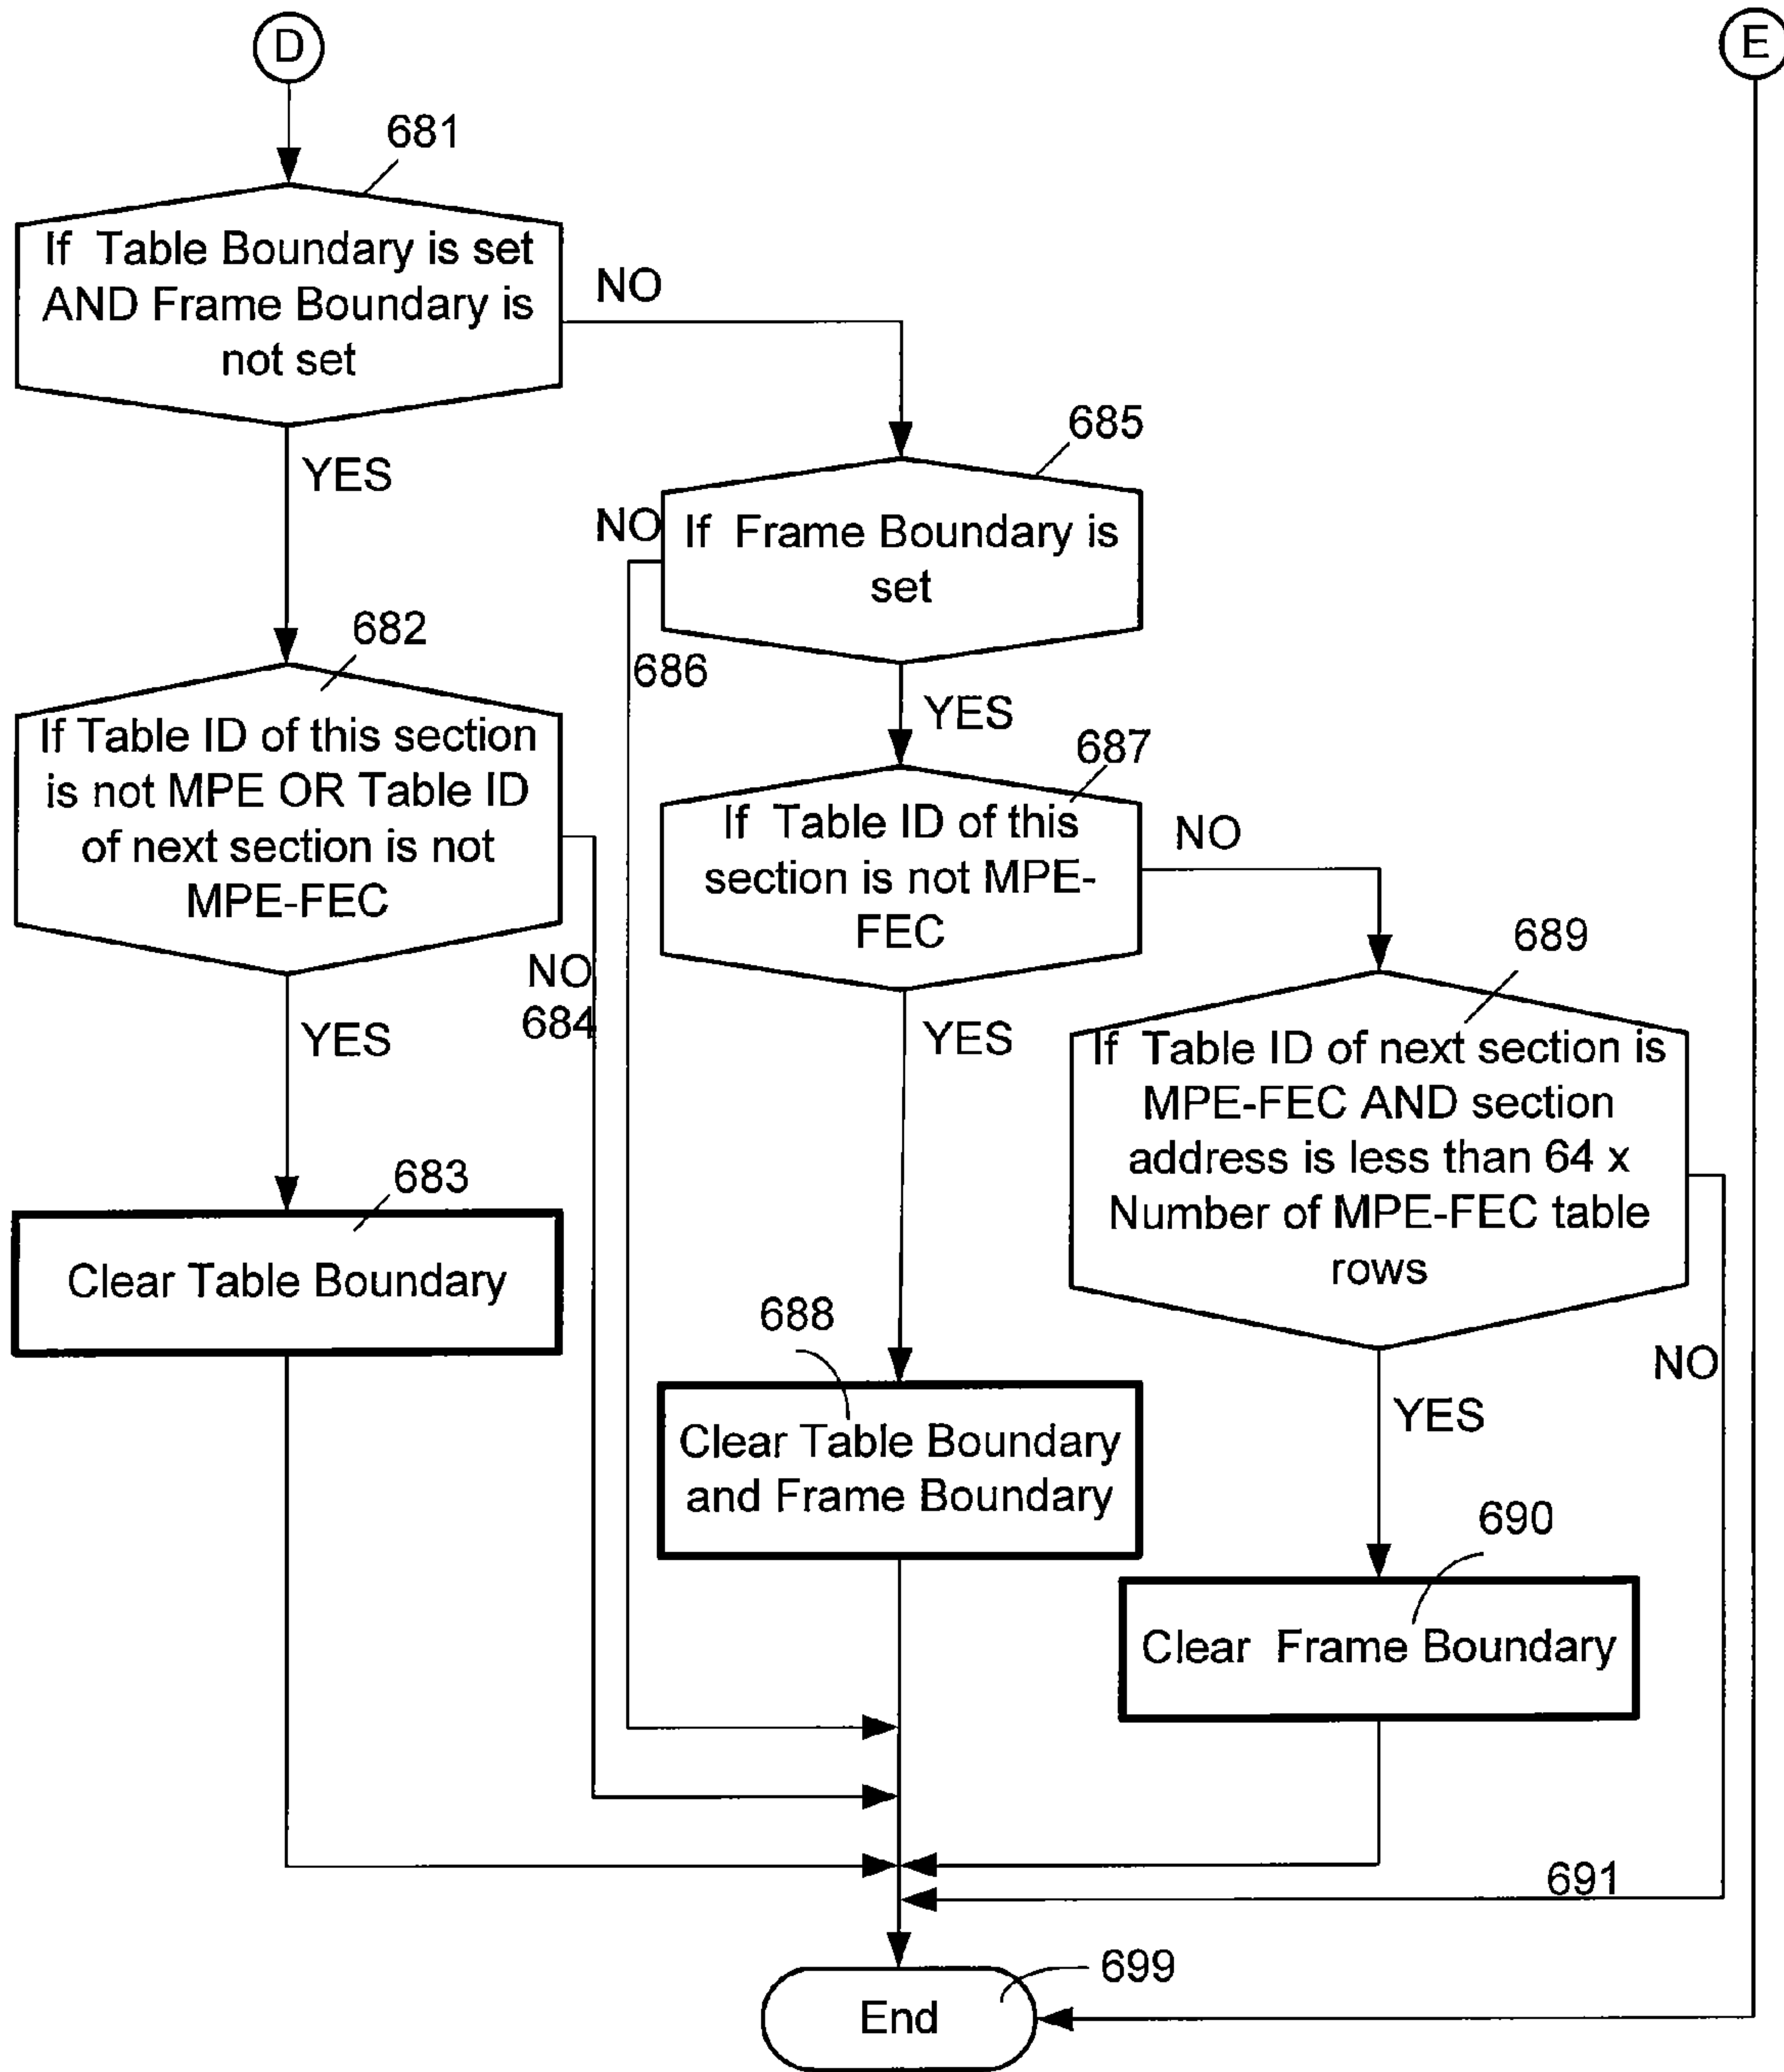 D
E
681
If Table Boundary is set
AND Frame Boundary is
not set
NO
YES
685
NO
If Frame Boundary is
set
686
YES
682
If Table ID of this section
is not MPE OR Table ID
of next section is not
MPE-FEC
NO
684
YES
687
If Table ID of this
section is not MPE-
FEC
NO
YES
689
If Table ID of next section is
MPE-FEC AND section
address is less than 64 x
Number of MPE-FEC table
rows
NO
YES
683
Clear Table Boundary
688
Clear Table Boundary
and Frame Boundary
690
Clear Frame Boundary
691
699
End